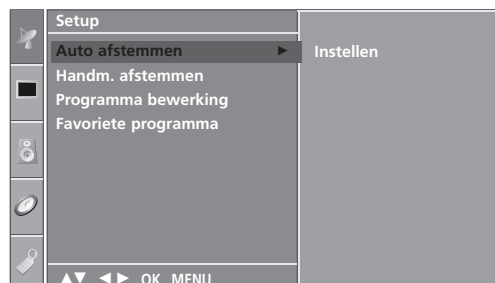 Setup
Auto afstemmen ► Instellen
Handm. afstemmen
Programma bewerking
Favoriete programma
▲▼ ◄► OK MENU